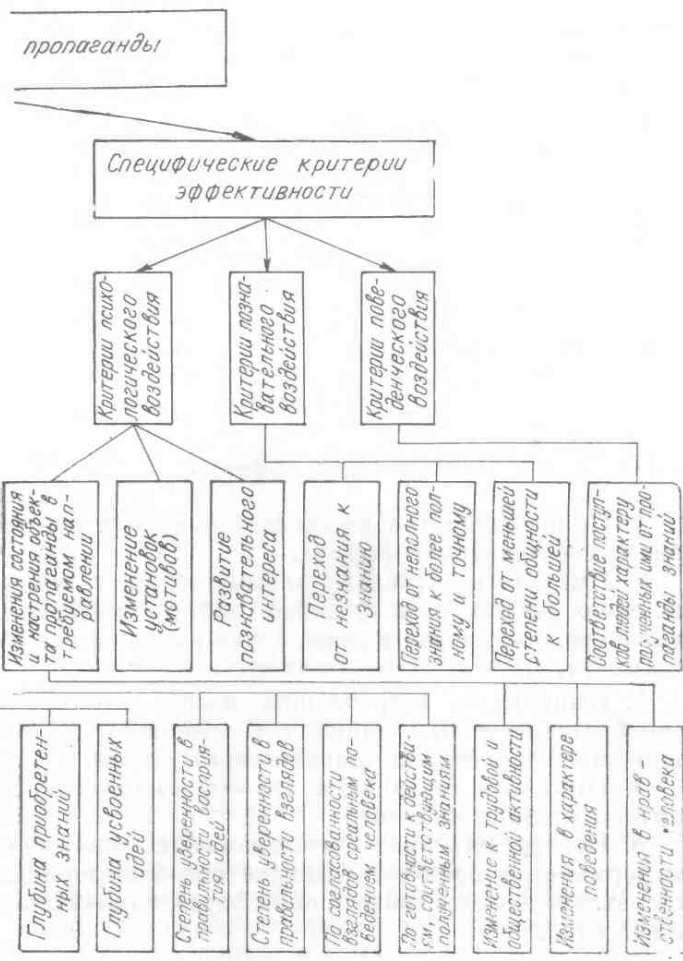 пропаганды
Специфические критерии
эффективности
Критерии психо-
логического
воздействия
Критерии позна-
вательного
воздействия
Критерии пове-
денческого
воздействия
Изменения состояния
и настрения объек-
та пропаганды в
требуемом нап-
равлении
Изменение
установок
(мотивов)
Развитие
познавательного
интереса
Переход
от незнания к
знанию
Переход от неполного
знания к более пол-
ному и точному
Переход от меньшей
степени общности
к большей
Соответствие поступ-
ков людей характеру
полученных ими от про-
паганды знаний
Глубина приобретен-
ных знаний
Глубина усвоенных
идей
Степень уверенности в
правильности восприя-
тия идей
Степень уверенности в
правильности взглядов
По согласованности
взглядов с реальным по-
ведением человека
По готовности к действи-
ям, соответствующим
полученным знаниям
Изменение к трудовой и
общественной активности
Изменения в характере
поведения
Изменения в нрав-
ственности человека